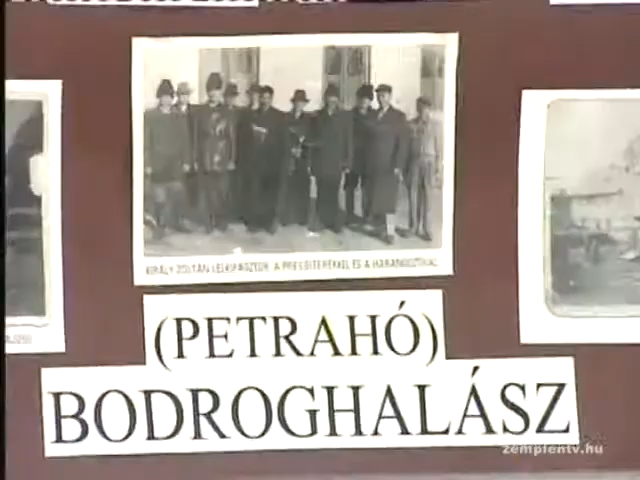 KIRÁLY ZOLTÁN LELKIPÁSZTOR, A PRESBITEREKKEL ÉS A HARANGOZÓVAL
(PETRAHÓ)
BODROGHALÁSZ
zemplentv.hu